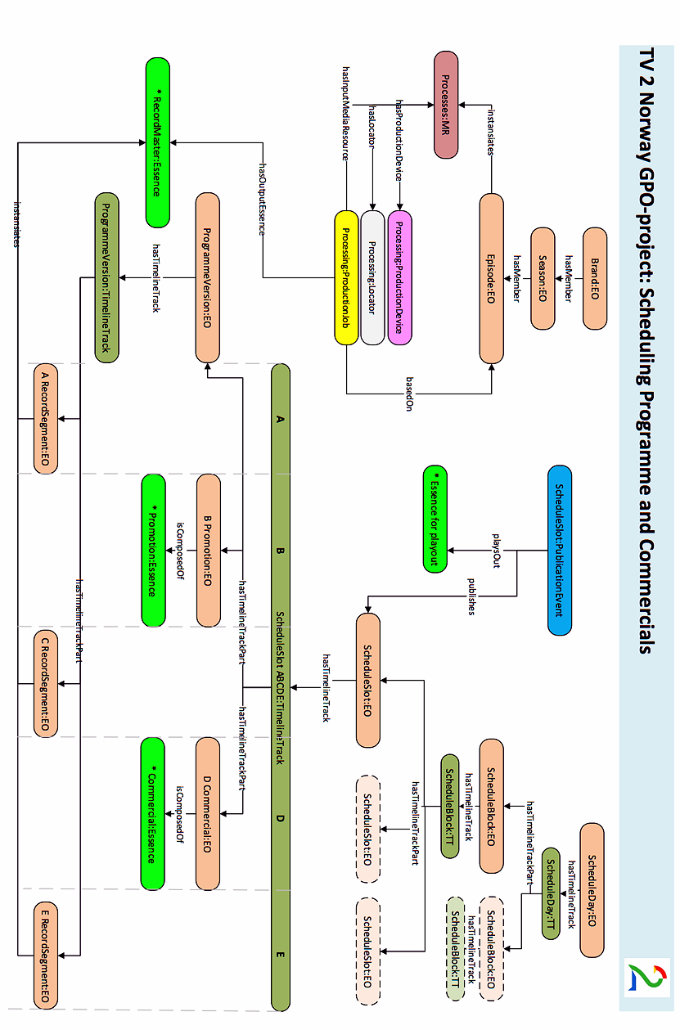 TV 2 Norway GPO-project: Scheduling Programme and Commercials
Brand:EO
hasMember
Season:EO
hasMember
Episode:EO
instansiates
Processes:MR
hasProductionDevice
hasLocator
hasInputMediaResource
Processing:ProductionDevice
Processing:Locator
Processing:ProductionJob
basedOn
hasOutputEssence
* RecordMaster:Essence
ScheduleSlot:PublicationEvent
playsOut
* Essence for playout
publishes
ScheduleDay:EO
hasTimelineTrack
ScheduleDay:TT
hasTimelineTrackPart
ScheduleBlock:EO
hasTimelineTrack
ScheduleBlock:TT
ScheduleBlock:EO
hasTimelineTrack
ScheduleBlock:TT
hasTimelineTrackPart
ScheduleSlot:EO
ScheduleSlot:EO
ScheduleSlot:EO
hasTimelineTrack
A
B
ScheduleSlot ABCDE:TimelineTrack
D
E
hasTimelineTrackPart
hasTimelineTrackPart
ProgrammeVersion:EO
hasTimelineTrack
ProgrammeVersion:TimelineTrack
B Promotion:EO
isComposedOf
* Promotion:Essence
D Commercial:EO
isComposedOf
* Commercial:Essence
hasTimelineTrackPart
A RecordSegment:EO
C RecordSegment:EO
E RecordSegment:EO
instansiates